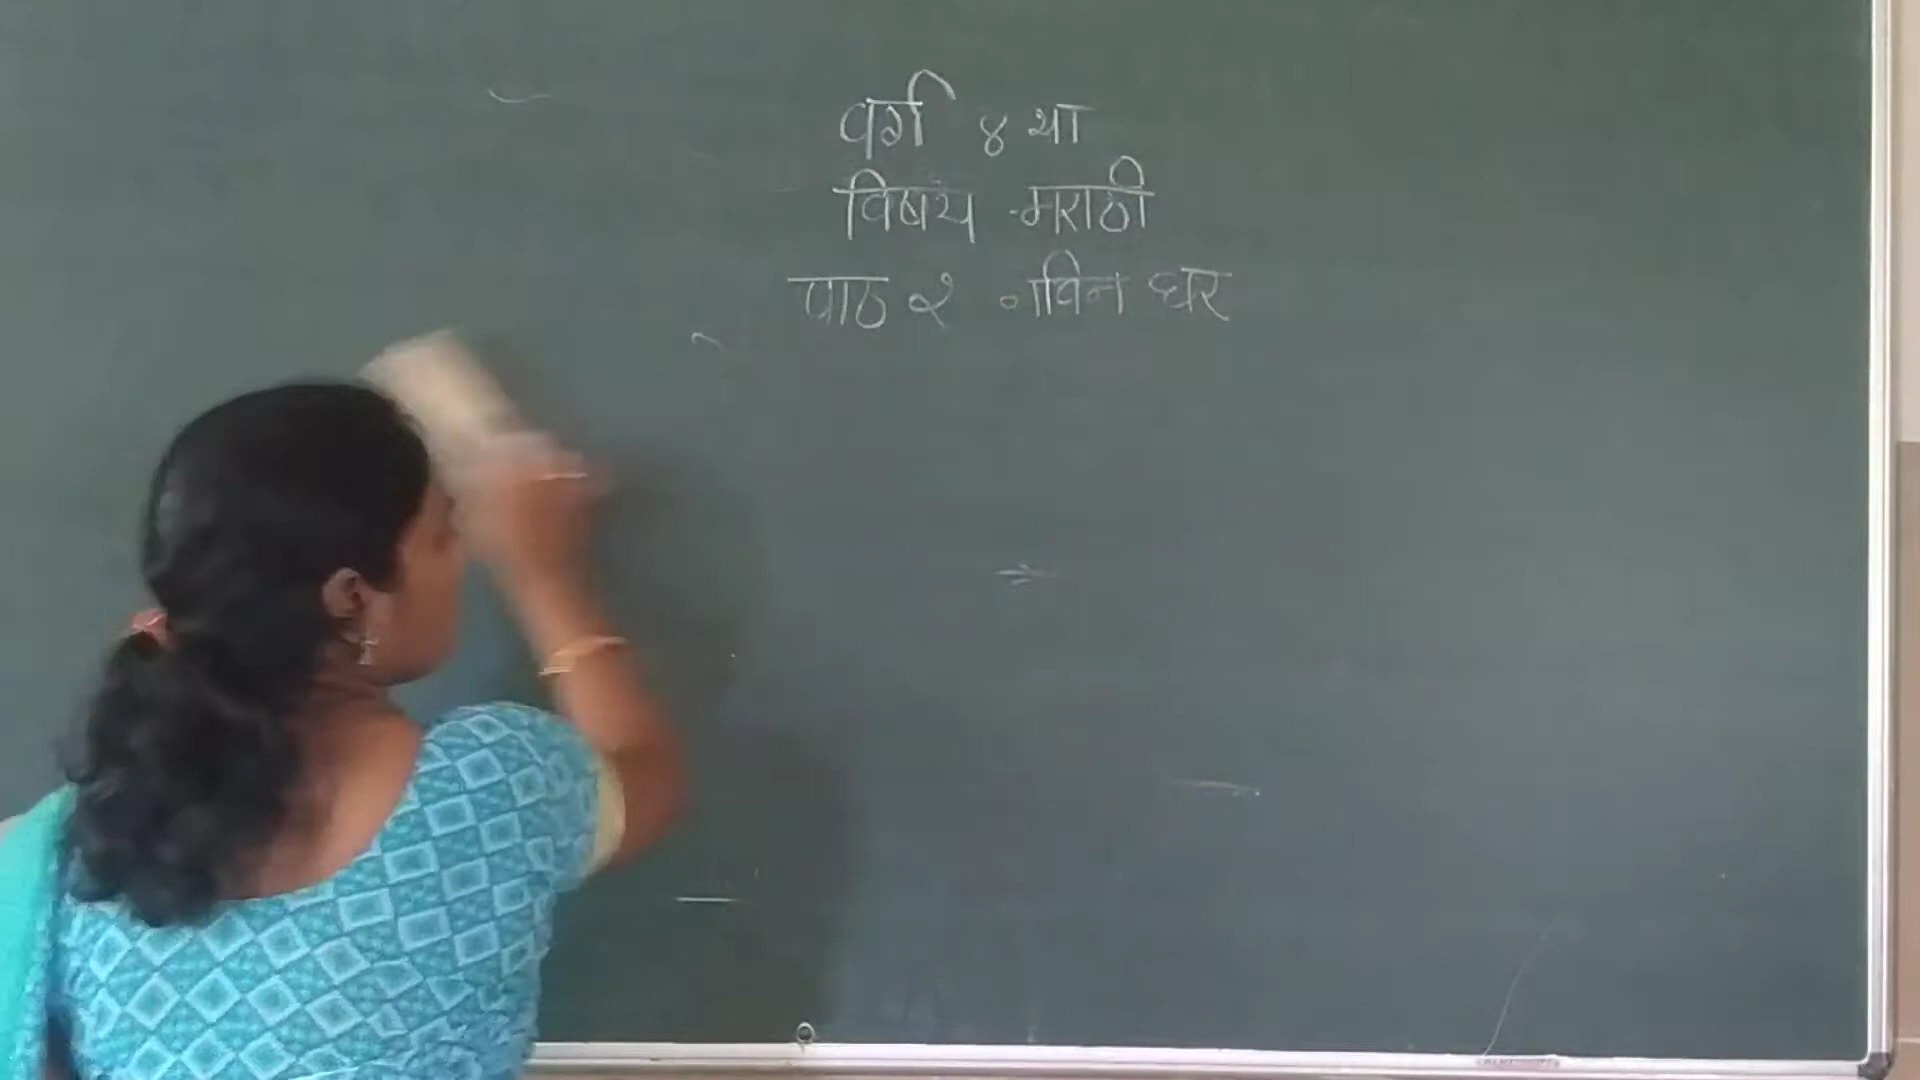 वर्ग ४ था
विषय - मराठी
पाठ २ नविन घर